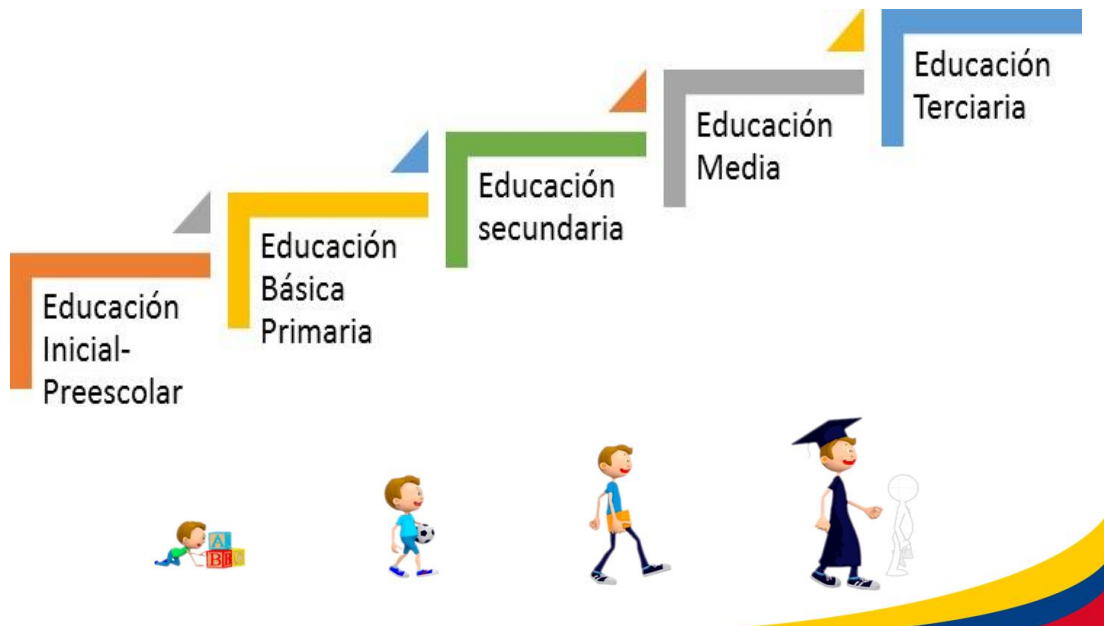 Educación
Inicial-
Preescolar
Educación
Básica
Primaria
Educación
secundaria
Educación
Media
Educación
Terciaria
A
B